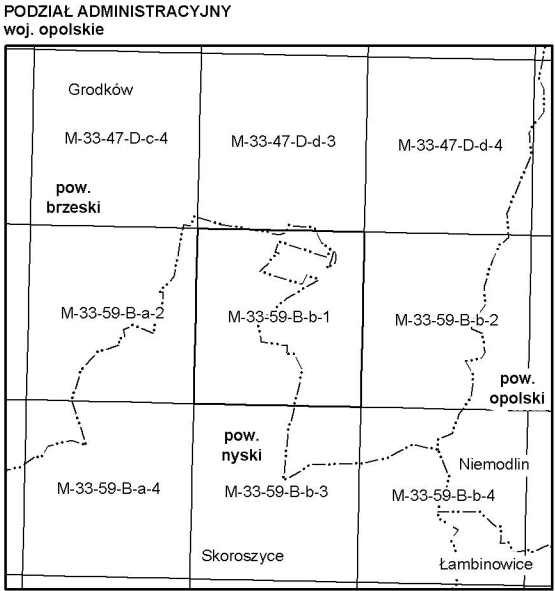 PODZIAŁ ADMINISTRACYJNY
woj. opolskie
Grodków
M-33-47-D-c-4
M-33-47-D-d-3
M-33-47-D-d-4
pow.
brzeski
M-33-59-B-a-2
M-33-59-B-b-1
M-33-59-B-b-2
pow.
opolski
pow.
nyski
Niemodlin
M-33-59-B-a-4
M-33-59-B-b-3
M-33-59-B-b-4
Skoroszyce
Łambinowice